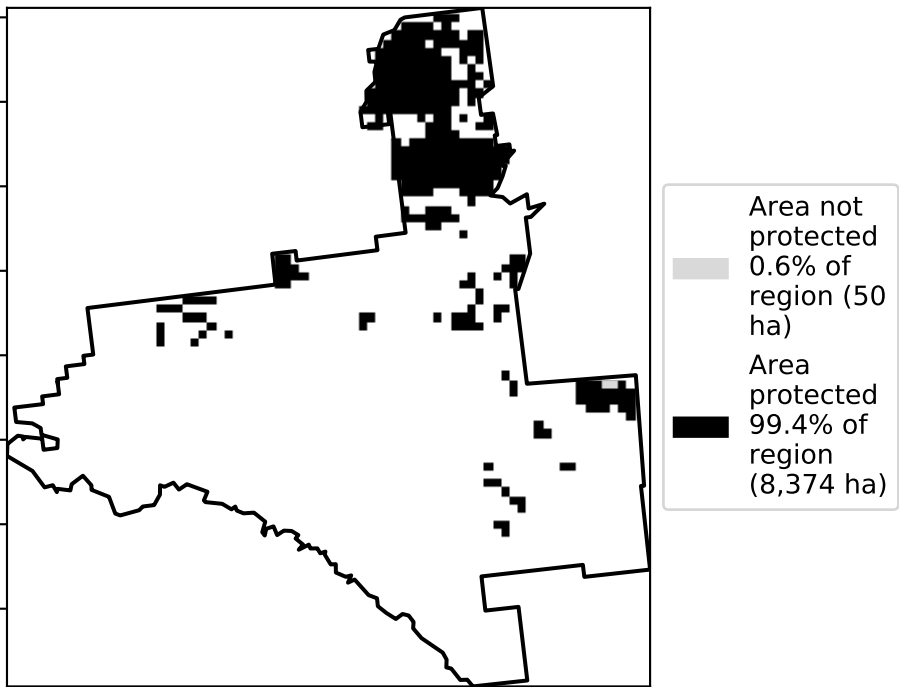 Area not
protected
0.6% of
region (50
ha)
Area
protected
99.4% of
region
(8,374 ha)